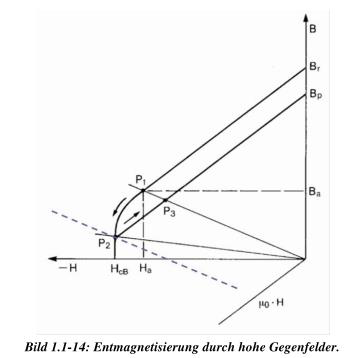 B
Br
Bp
P1
P3
Ba
P2
−H
HcB
Ha
μ0 · H
Bild 1.1-14: Entmagnetisierung durch hohe Gegenfelder.